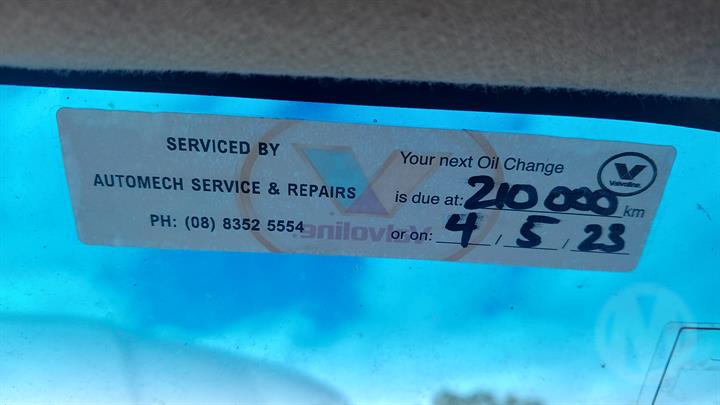 SERVICED BY
AUTOMECH SERVICE & REPAIRS
PH: (08) 8352 5554
Valvoline
Your next Oil Change
is due at: 210 000 km
or on: 4 / 5 / 23
Valvoline